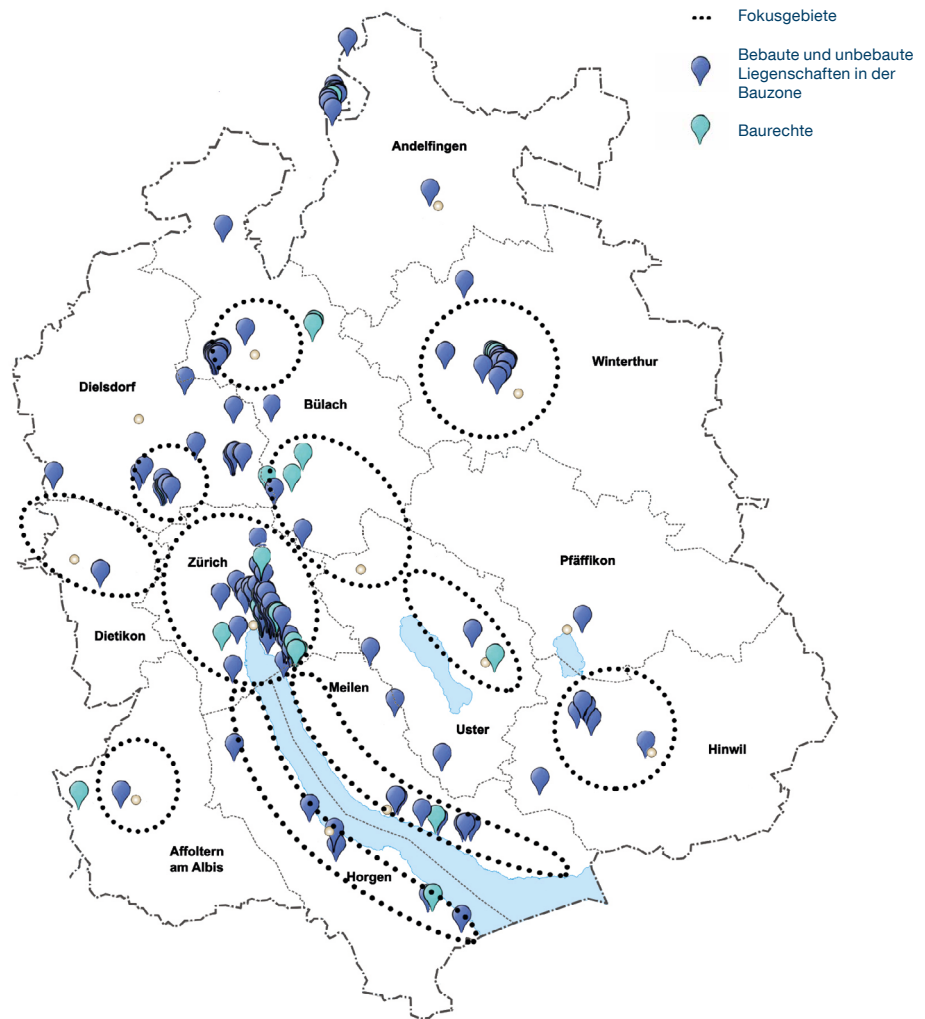 Fokusgebiete
Bebaute und unbebaute
Liegenschaften in der
Bauzone
Baurechte
Andelfingen
Winterthur
Dielsdorf
Bülach
Zürich
Pfäffikon
Dietikon
Meilen
Uster
Hinwil
Affoltern
am Albis
Horgen